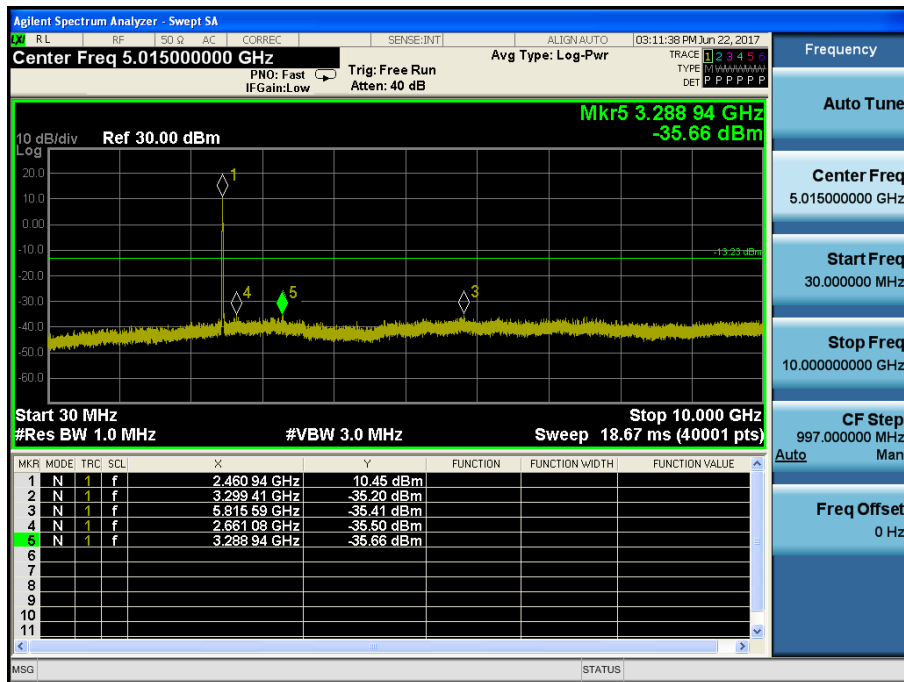 Agilent Spectrum Analyzer - Swept SA
LXI RL RF 50 Ω AC CORREC SENSE:INT ALIGN AUTO 03:11:38 PM Jun 22, 2017
Center Freq 5.015000000 GHz
PNO: Fast
IFGain:Low
Trig: Free Run
Atten: 40 dB
Avg Type: Log-Pwr
TRACE 1 2 3 4 5 6
TYPE MWWWWW
DET P P P P P P
Mkr5 3.288 94 GHz
-35.66 dBm
10 dB/div Ref 30.00 dBm
Log
20.0
10.0
0.00
-10.0
-20.0
-30.0
-40.0
-50.0
-60.0
1
4
5
3
-13.23 dBm
Start 30 MHz Stop 10.000 GHz
#Res BW 1.0 MHz #VBW 3.0 MHz Sweep 18.67 ms (40001 pts)
MKR MODE TRC SCL X Y FUNCTION FUNCTION WIDTH FUNCTION VALUE
1 N 1 f 2.460 94 GHz 10.45 dBm
2 N 1 f 3.299 41 GHz -35.20 dBm
3 N 1 f 5.815 59 GHz -35.41 dBm
4 N 1 f 2.661 08 GHz -35.50 dBm
5 N 1 f 3.288 94 GHz -35.66 dBm
6
7
8
9
10
11
MSG STATUS
Frequency
Auto Tune
Center Freq
5.015000000 GHz
Start Freq
30.000000 MHz
Stop Freq
10.000000000 GHz
CF Step
997.000000 MHz
Auto Man
Freq Offset
0 Hz